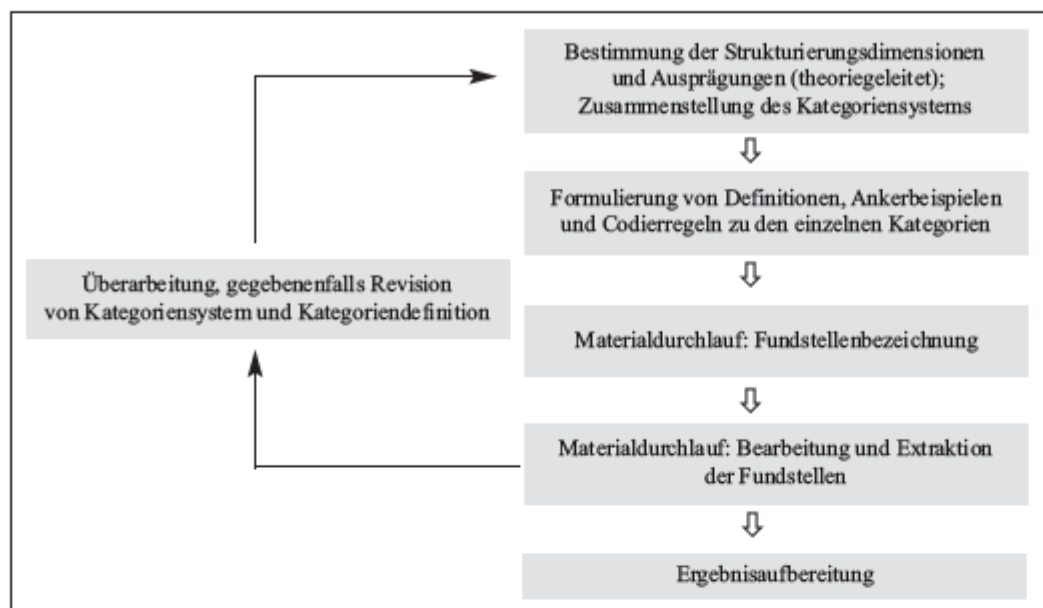 Bestimmung der Strukturierungsdimensionen
und Ausprägungen (theoriegeleitet);
Zusammenstellung des Kategoriensystems
Formulierung von Definitionen, Ankerbeispielen
und Codierregeln zu den einzelnen Kategorien
Überarbeitung, gegebenenfalls Revision
von Kategoriensystem und Kategoriendefinition
Materialdurchlauf: Fundstellenbezeichnung
Materialdurchlauf: Bearbeitung und Extraktion
der Fundstellen
Ergebnisaufbereitung